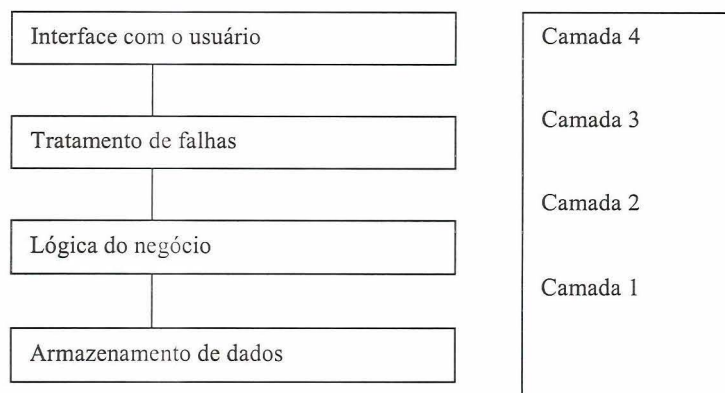 Interface com o usuário
Tratamento de falhas
Lógica do negócio
Armazenamento de dados
Camada 4
Camada 3
Camada 2
Camada 1